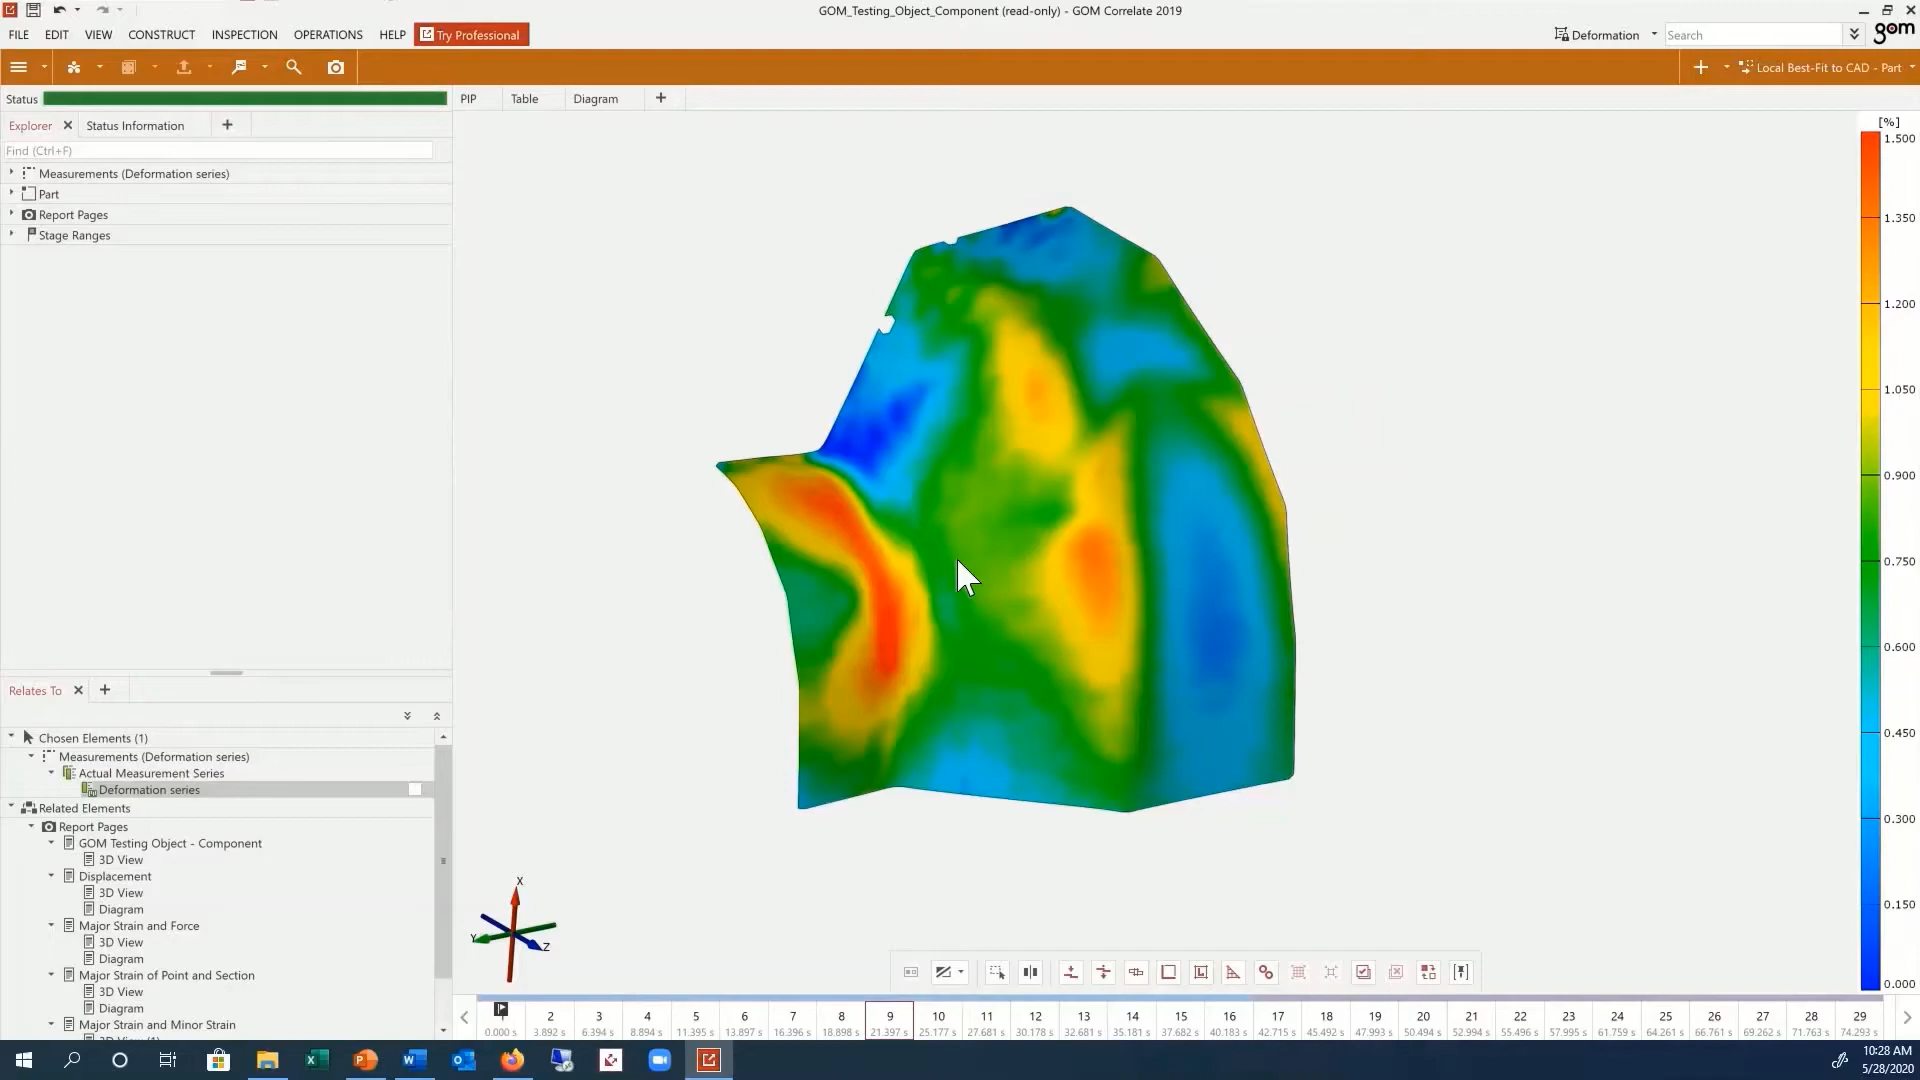 GOM_Testing_Object_Component (read-only) - GOM Correlate 2019
FILE EDIT VIEW CONSTRUCT INSPECTION OPERATIONS HELP Try Professional
Deformation
Search
gom
Local Best-Fit to CAD - Part
Status
PIP Table Diagram
Explorer Status Information
Find (Ctrl+F)
Measurements (Deformation series)
Part
Report Pages
Stage Ranges
[%]
1.500
1.350
1.200
1.050
0.900
0.750
0.600
0.450
0.300
0.150
0.000
Relates To
Chosen Elements (1)
Measurements (Deformation series)
Actual Measurement Series
Deformation series
Related Elements
Report Pages
GOM Testing Object - Component
3D View
Displacement
3D View
Diagram
Major Strain and Force
3D View
Diagram
Major Strain of Point and Section
3D View
Diagram
Major Strain and Minor Strain
X
Y
Z
2 3 4 5 6 7 8 9 10 11 12 13 14 15 16 17 18 19 20 21 22 23 24 25 26 27 28 29
0.000 s 3.892 s 6.394 s 8.894 s 11.395 s 13.897 s 16.396 s 18.898 s 21.397 s 25.177 s 27.681 s 30.178 s 32.681 s 35.181 s 37.682 s 40.183 s 42.715 s 45.492 s 47.993 s 50.494 s 52.994 s 55.496 s 57.995 s 61.759 s 64.261 s 66.761 s 69.262 s 71.763 s 74.293 s
10:28 AM
5/28/2020